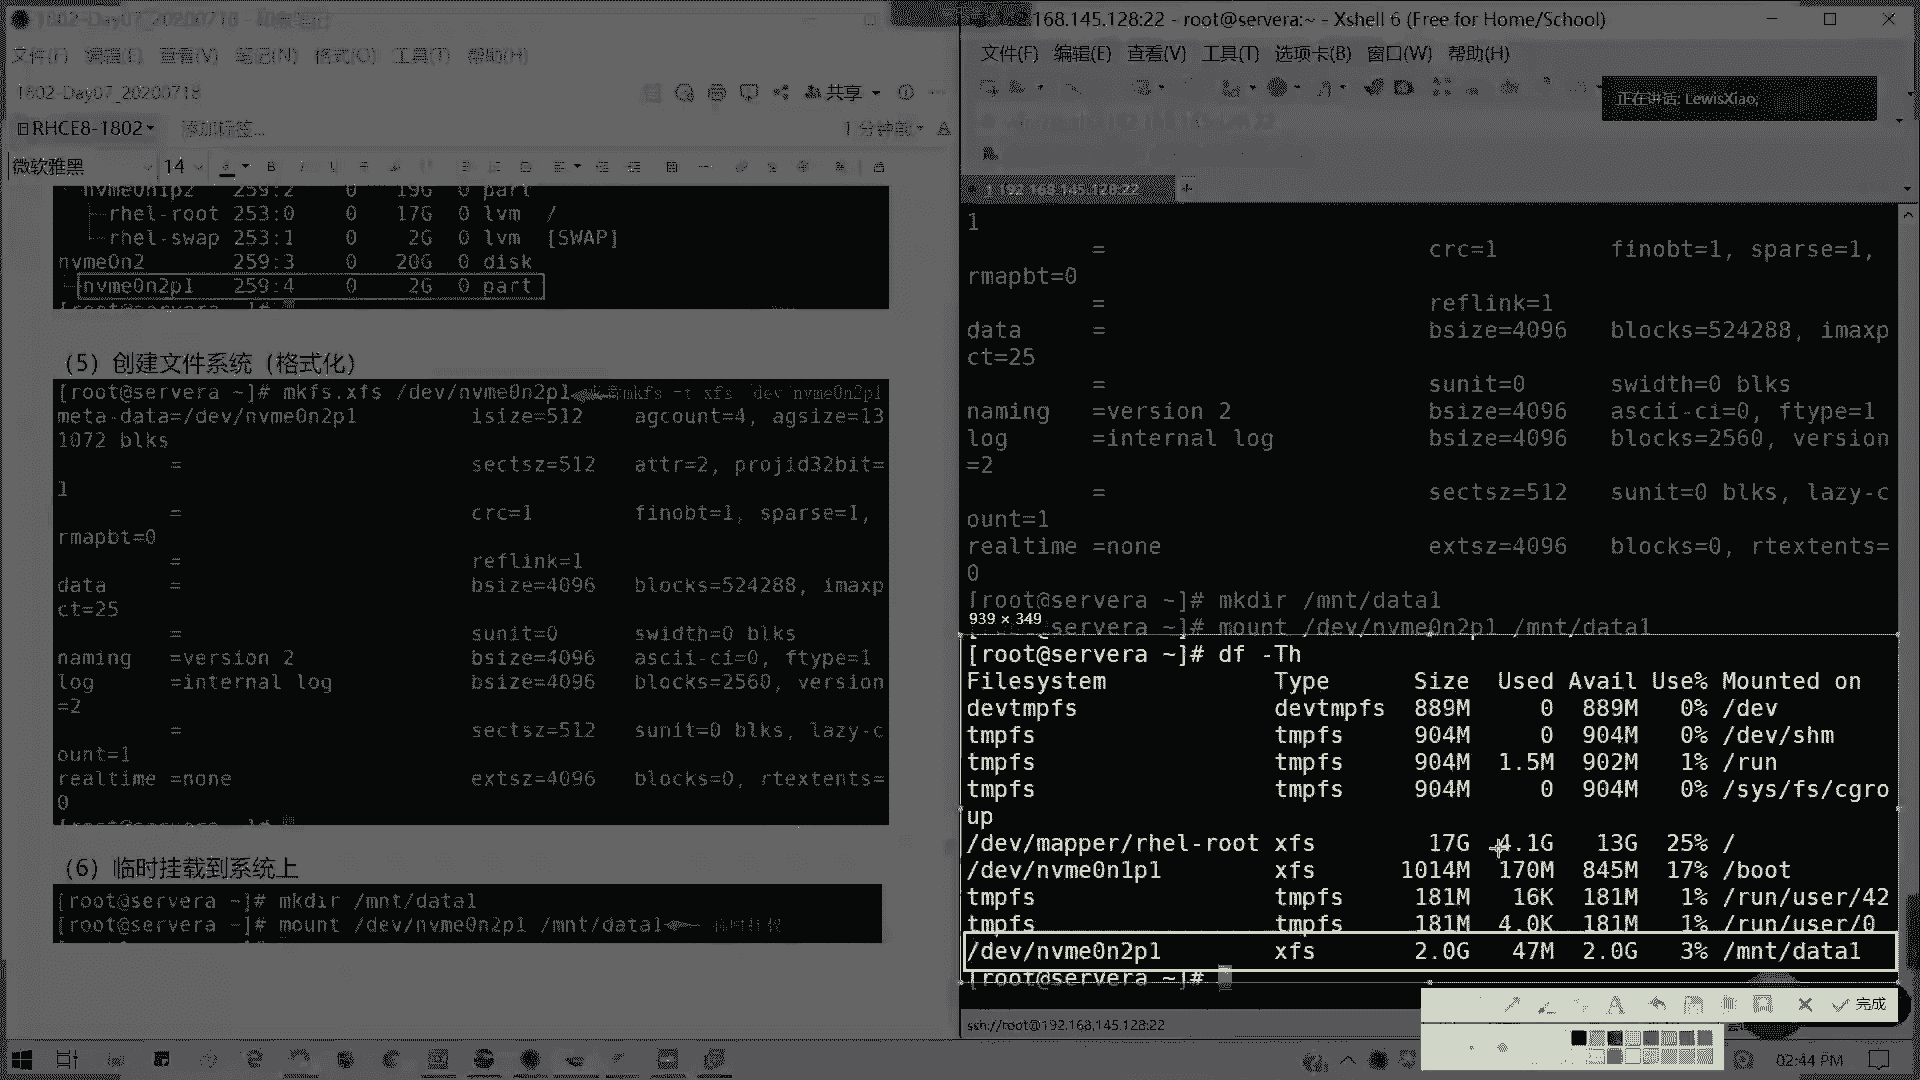 1802-Day07_20200718
文件(F) 编辑(E) 查看(V) 笔记(N) 格式(O) 工具(T) 帮助(H)
1802-Day07_20200718
共享
RHCE8-1802
添加标签...
1 分钟前
微软雅黑 14
nvme0n1p2 259:2 0 19G 0 part
rhel-root 253:0 0 17G 0 lvm /
rhel-swap 253:1 0 2G 0 lvm [SWAP]
nvme0n2 259:3 0 20G 0 disk
nvme0n2p1 259:4 0 2G 0 part
[root@servera ~]#
（5）创建文件系统（格式化）
[root@servera ~]# mkfs.xfs /dev/nvme0n2p1 mkfs -t xfs /dev/nvme0n2p1
meta-data=/dev/nvme0n2p1 isize=512 agcount=4, agsize=13
1072 blks
= sectsz=512 attr=2, projid32bit=
1
= crc=1 finobt=1, sparse=1,
rmapbt=0
= reflink=1
data = bsize=4096 blocks=524288, imaxp
ct=25
= sunit=0 swidth=0 blks
naming =version 2 bsize=4096 ascii-ci=0, ftype=1
log =internal log bsize=4096 blocks=2560, version
=2
= sectsz=512 sunit=0 blks, lazy-c
ount=1
realtime =none extsz=4096 blocks=0, rtextents=
0
[root@servera ~]#
（6）临时挂载到系统上
[root@servera ~]# mkdir /mnt/data1
[root@servera ~]# mount /dev/nvme0n2p1 /mnt/data1
192.168.145.128:22 - root@servera:~ - Xshell 6 (Free for Home/School)
文件(F) 编辑(E) 查看(V) 工具(T) 选项卡(B) 窗口(W) 帮助(H)
正在讲话: LewisXiao;
1 192.168.145.128:22
1
= crc=1 finobt=1, sparse=1,
rmapbt=0
= reflink=1
data = bsize=4096 blocks=524288, imaxp
ct=25
= sunit=0 swidth=0 blks
naming =version 2 bsize=4096 ascii-ci=0, ftype=1
log =internal log bsize=4096 blocks=2560, version
=2
= sectsz=512 sunit=0 blks, lazy-c
ount=1
realtime =none extsz=4096 blocks=0, rtextents=
0
[root@servera ~]# mkdir /mnt/data1
939 × 349
[root@servera ~]# mount /dev/nvme0n2p1 /mnt/data1
[root@servera ~]# df -Th
Filesystem Type Size Used Avail Use% Mounted on
devtmpfs devtmpfs 889M 0 889M 0% /dev
tmpfs tmpfs 904M 0 904M 0% /dev/shm
tmpfs tmpfs 904M 1.5M 902M 1% /run
tmpfs tmpfs 904M 0 904M 0% /sys/fs/cgro
up
/dev/mapper/rhel-root xfs 17G 4.1G 13G 25% /
/dev/nvme0n1p1 xfs 1014M 170M 845M 17% /boot
tmpfs tmpfs 181M 16K 181M 1% /run/user/42
tmpfs tmpfs 181M 4.0K 181M 1% /run/user/0
/dev/nvme0n2p1 xfs 2.0G 47M 2.0G 3% /mnt/data1
[root@servera ~]#
完成
ssh://root@192.168.145.128:22
02:44 PM